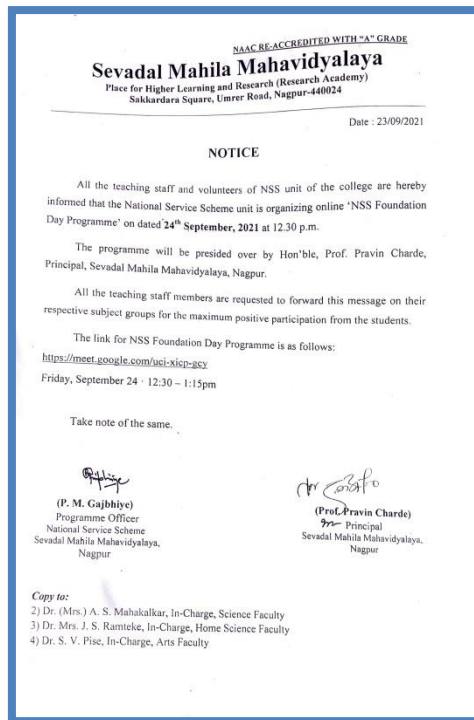 NAAC RE-ACCREDITED WITH "A" GRADE
Sevadal Mahila Mahavidyalaya
Place for Higher Learning and Research (Research Academy)
Sakkardara Square, Umrer Road, Nagpur-440024
Date : 23/09/2021
NOTICE
All the teaching staff and volunteers of NSS unit of the college are hereby
informed that the National Service Scheme unit is organizing online 'NSS Foundation
Day Programme' on dated 24th September, 2021 at 12.30 p.m.
The programme will be presided over by Hon'ble, Prof. Pravin Charde,
Principal, Sevadal Mahila Mahavidyalaya, Nagpur.
All the teaching staff members are requested to forward this message on their
respective subject groups for the maximum positive participation from the students.
The link for NSS Foundation Day Programme is as follows:
https://meet.google.com/uci-xicp-gcy
Friday, September 24 · 12:30 – 1:15pm
Take note of the same.
(P. M. Gajbhiye)
Programme Officer
National Service Scheme
Sevadal Mahila Mahavidyalaya,
Nagpur
(Prof. Pravin Charde)
Principal
Sevadal Mahila Mahavidyalaya,
Nagpur
Copy to:
2) Dr. (Mrs.) A. S. Mahakalkar, In-Charge, Science Faculty
3) Dr. Mrs. J. S. Ramteke, In-Charge, Home Science Faculty
4) Dr. S. V. Pise, In-Charge, Arts Faculty